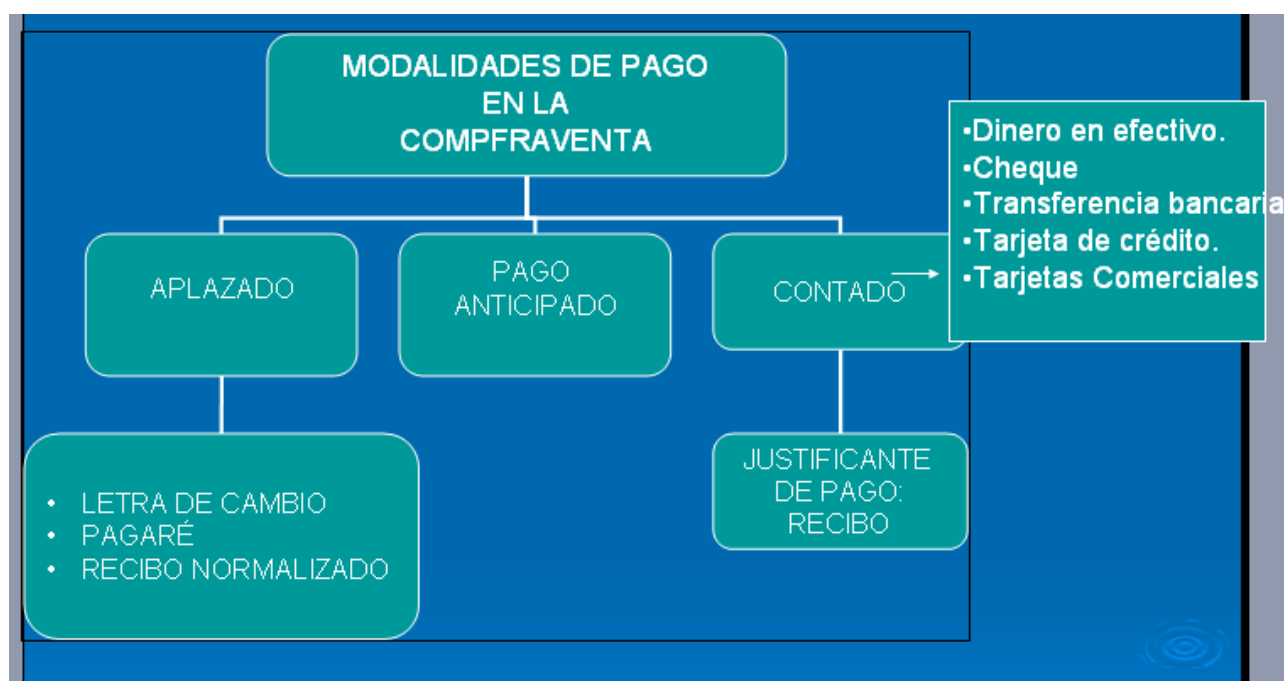 MODALIDADES DE PAGO
EN LA
COMPFRAVENTA
•Dinero en efectivo.
•Cheque
•Transferencia bancaria
•Tarjeta de crédito.
•Tarjetas Comerciales
APLAZADO
PAGO
ANTICIPADO
CONTADO
• LETRA DE CAMBIO
• PAGARÉ
• RECIBO NORMALIZADO
JUSTIFICANTE
DE PAGO:
RECIBO